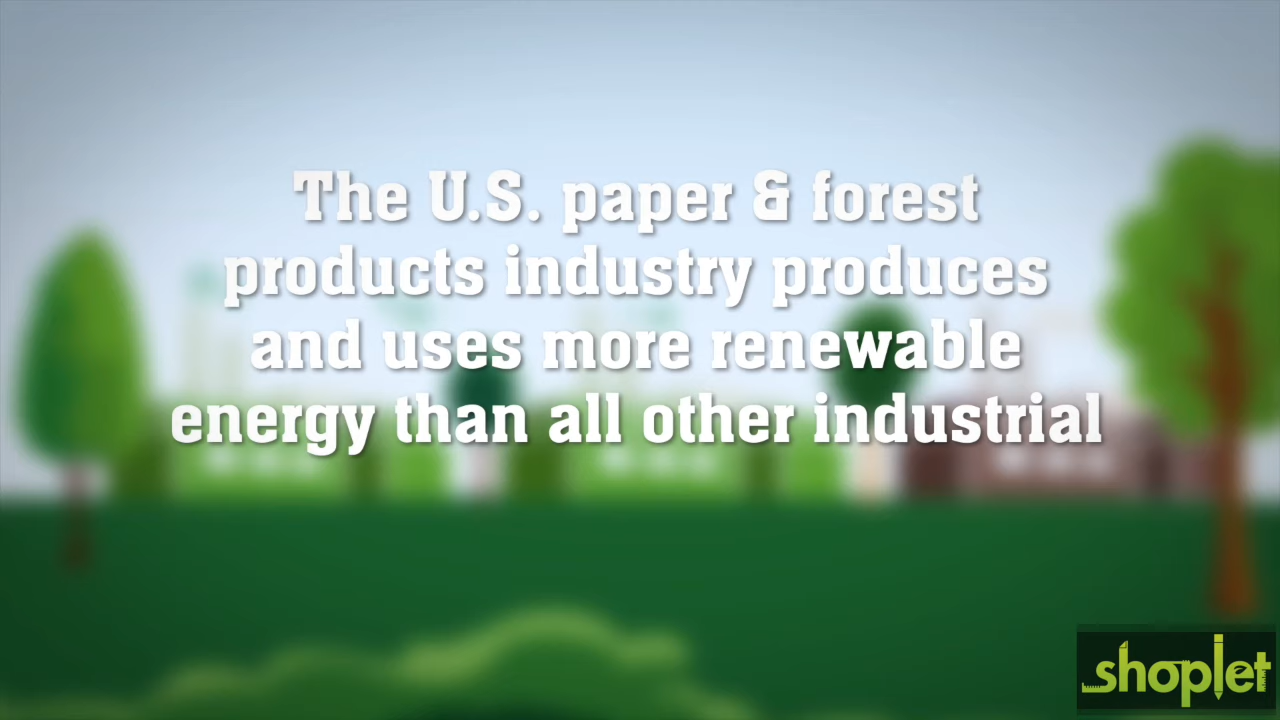 The U.S. paper & forest
products industry produces
and uses more renewable
energy than all other industrial
shoplet